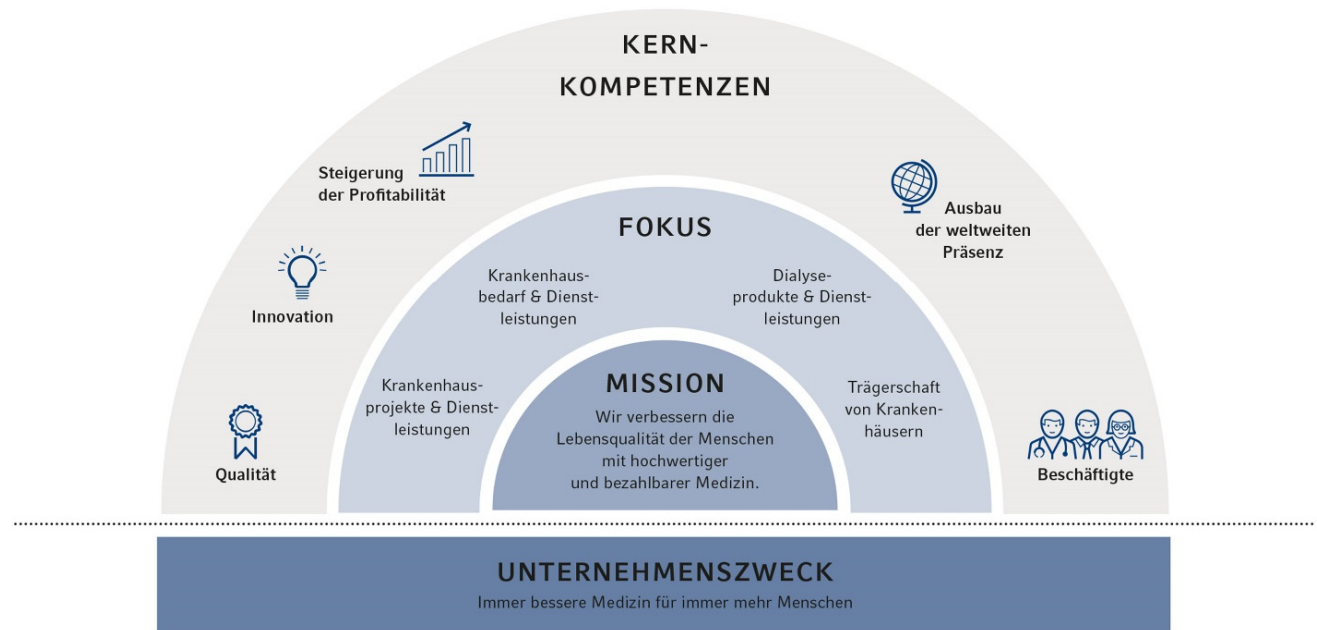 KERN-
KOMPETENZEN
Steigerung
der Profitabilität
Ausbau
der weltweiten
Präsenz
Innovation
Qualität
Beschäftigte
FOKUS
Krankenhaus-
bedarf & Dienst-
leistungen
Dialyse-
produkte & Dienst-
leistungen
Krankenhaus-
projekte & Dienst-
leistungen
Trägerschaft
von Kranken-
häusern
MISSION
Wir verbessern die
Lebensqualität der Menschen
mit hochwertiger
und bezahlbarer Medizin.
UNTERNEHMENSZWECK
Immer bessere Medizin für immer mehr Menschen